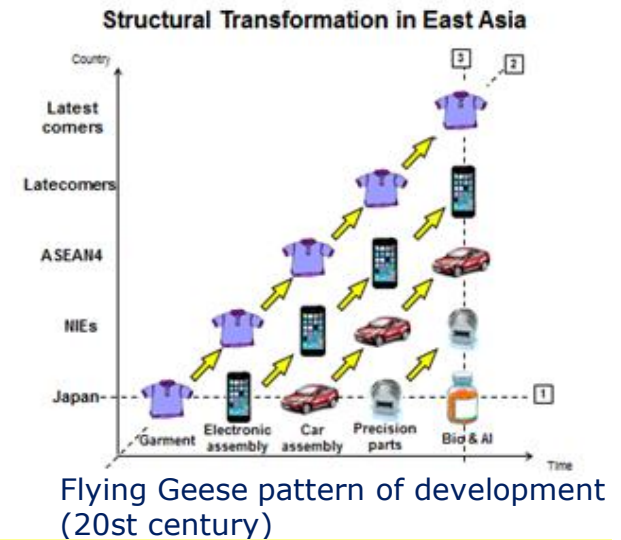 Structural Transformation in East Asia
Country
3
2
Latest
comers
Latecomers
ASEAN4
NIEs
Japan
1
Garment
Electronic
assembly
Car
assembly
Precision
parts
Bio & AI
Time
Flying Geese pattern of development
(20st century)